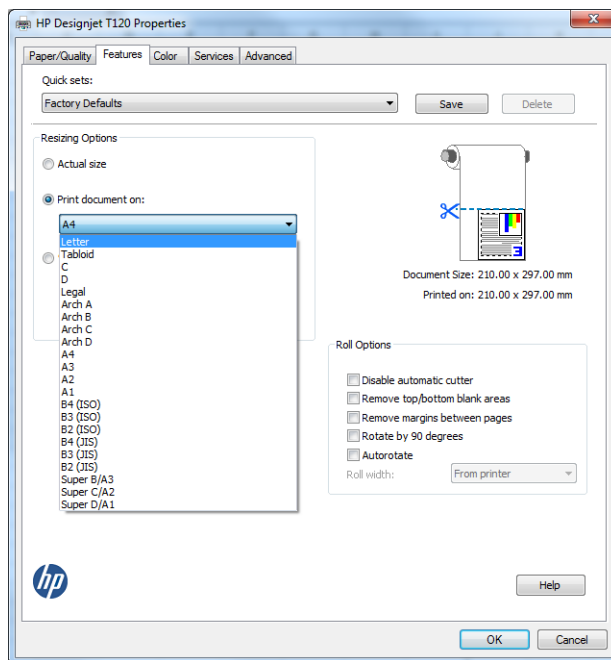 HP Designjet T120 Properties
Paper/Quality Features Color Services Advanced
Quick sets:
Factory Defaults
Save
Delete
Resizing Options
Actual size
Print document on:
A4
Letter
Tabloid
C
D
Legal
Arch A
Arch B
Arch C
Arch D
A4
A3
A2
A1
B4 (ISO)
B3 (ISO)
B2 (ISO)
B4 (JIS)
B3 (JIS)
B2 (JIS)
Super B/A3
Super C/A2
Super D/A1
3
Document Size: 210.00 x 297.00 mm
Printed on: 210.00 x 297.00 mm
Roll Options
Disable automatic cutter
Remove top/bottom blank areas
Remove margins between pages
Rotate by 90 degrees
Autorotate
Roll width: From printer
hp
Help
OK Cancel